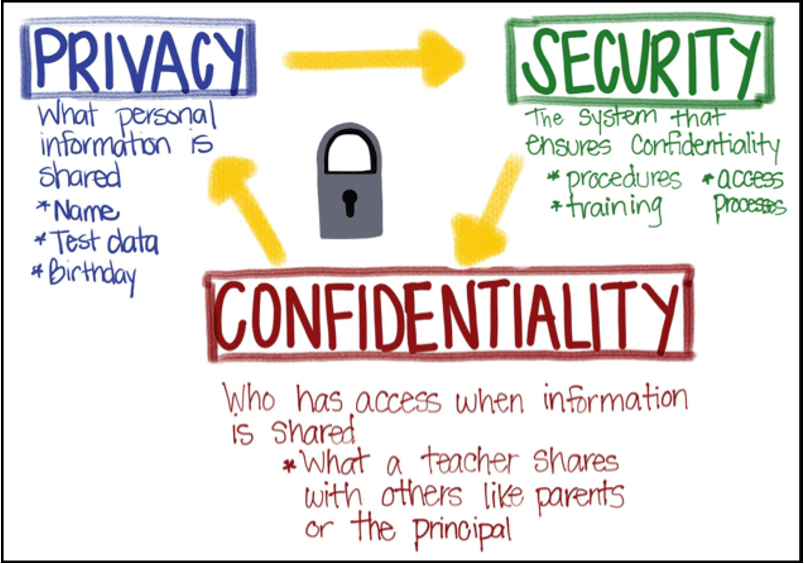 PRIVACY
What personal
information is
shared
* Name
* Test data
* Birthday
SECURITY
The system that
ensures confidentiality
* procedures * access
* training processes
CONFIDENTIALITY
Who has access when information
is shared
* What a teacher shares
with others like parents
or the principal